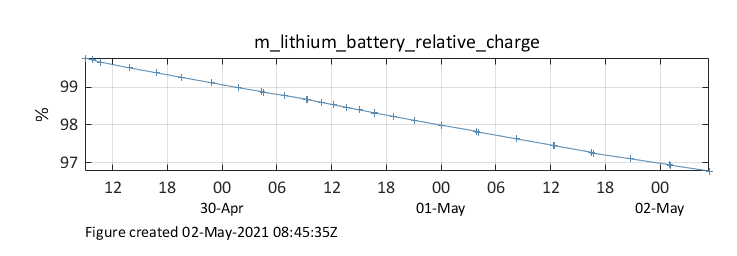 m_lithium_battery_relative_charge
99
98
97
%
12 18 00 06 12 18 00 06 12 18 00
30-Apr 01-May 02-May
Figure created 02-May-2021 08:45:35Z